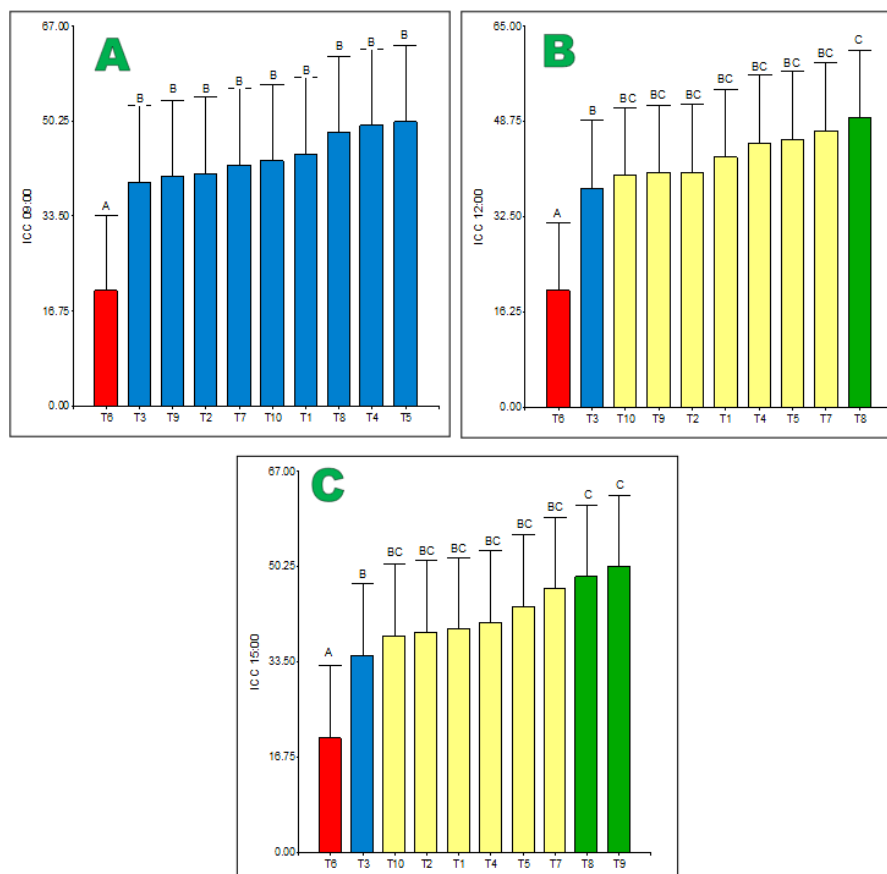 A
67.00
50.25
33.50
16.75
0.00
ICC 09:00
A B B B B B B B B B
T6 T3 T9 T2 T7 T10 T1 T8 T4 T5
B
65.00
48.75
32.50
16.25
0.00
ICC 12:00
A B BC BC BC BC BC BC BC C
T6 T3 T10 T9 T2 T1 T4 T5 T7 T8
C
67.00
50.25
33.50
16.75
0.00
ICC 15:00
A B BC BC BC BC BC BC C C
T6 T3 T10 T2 T1 T4 T5 T7 T8 T9